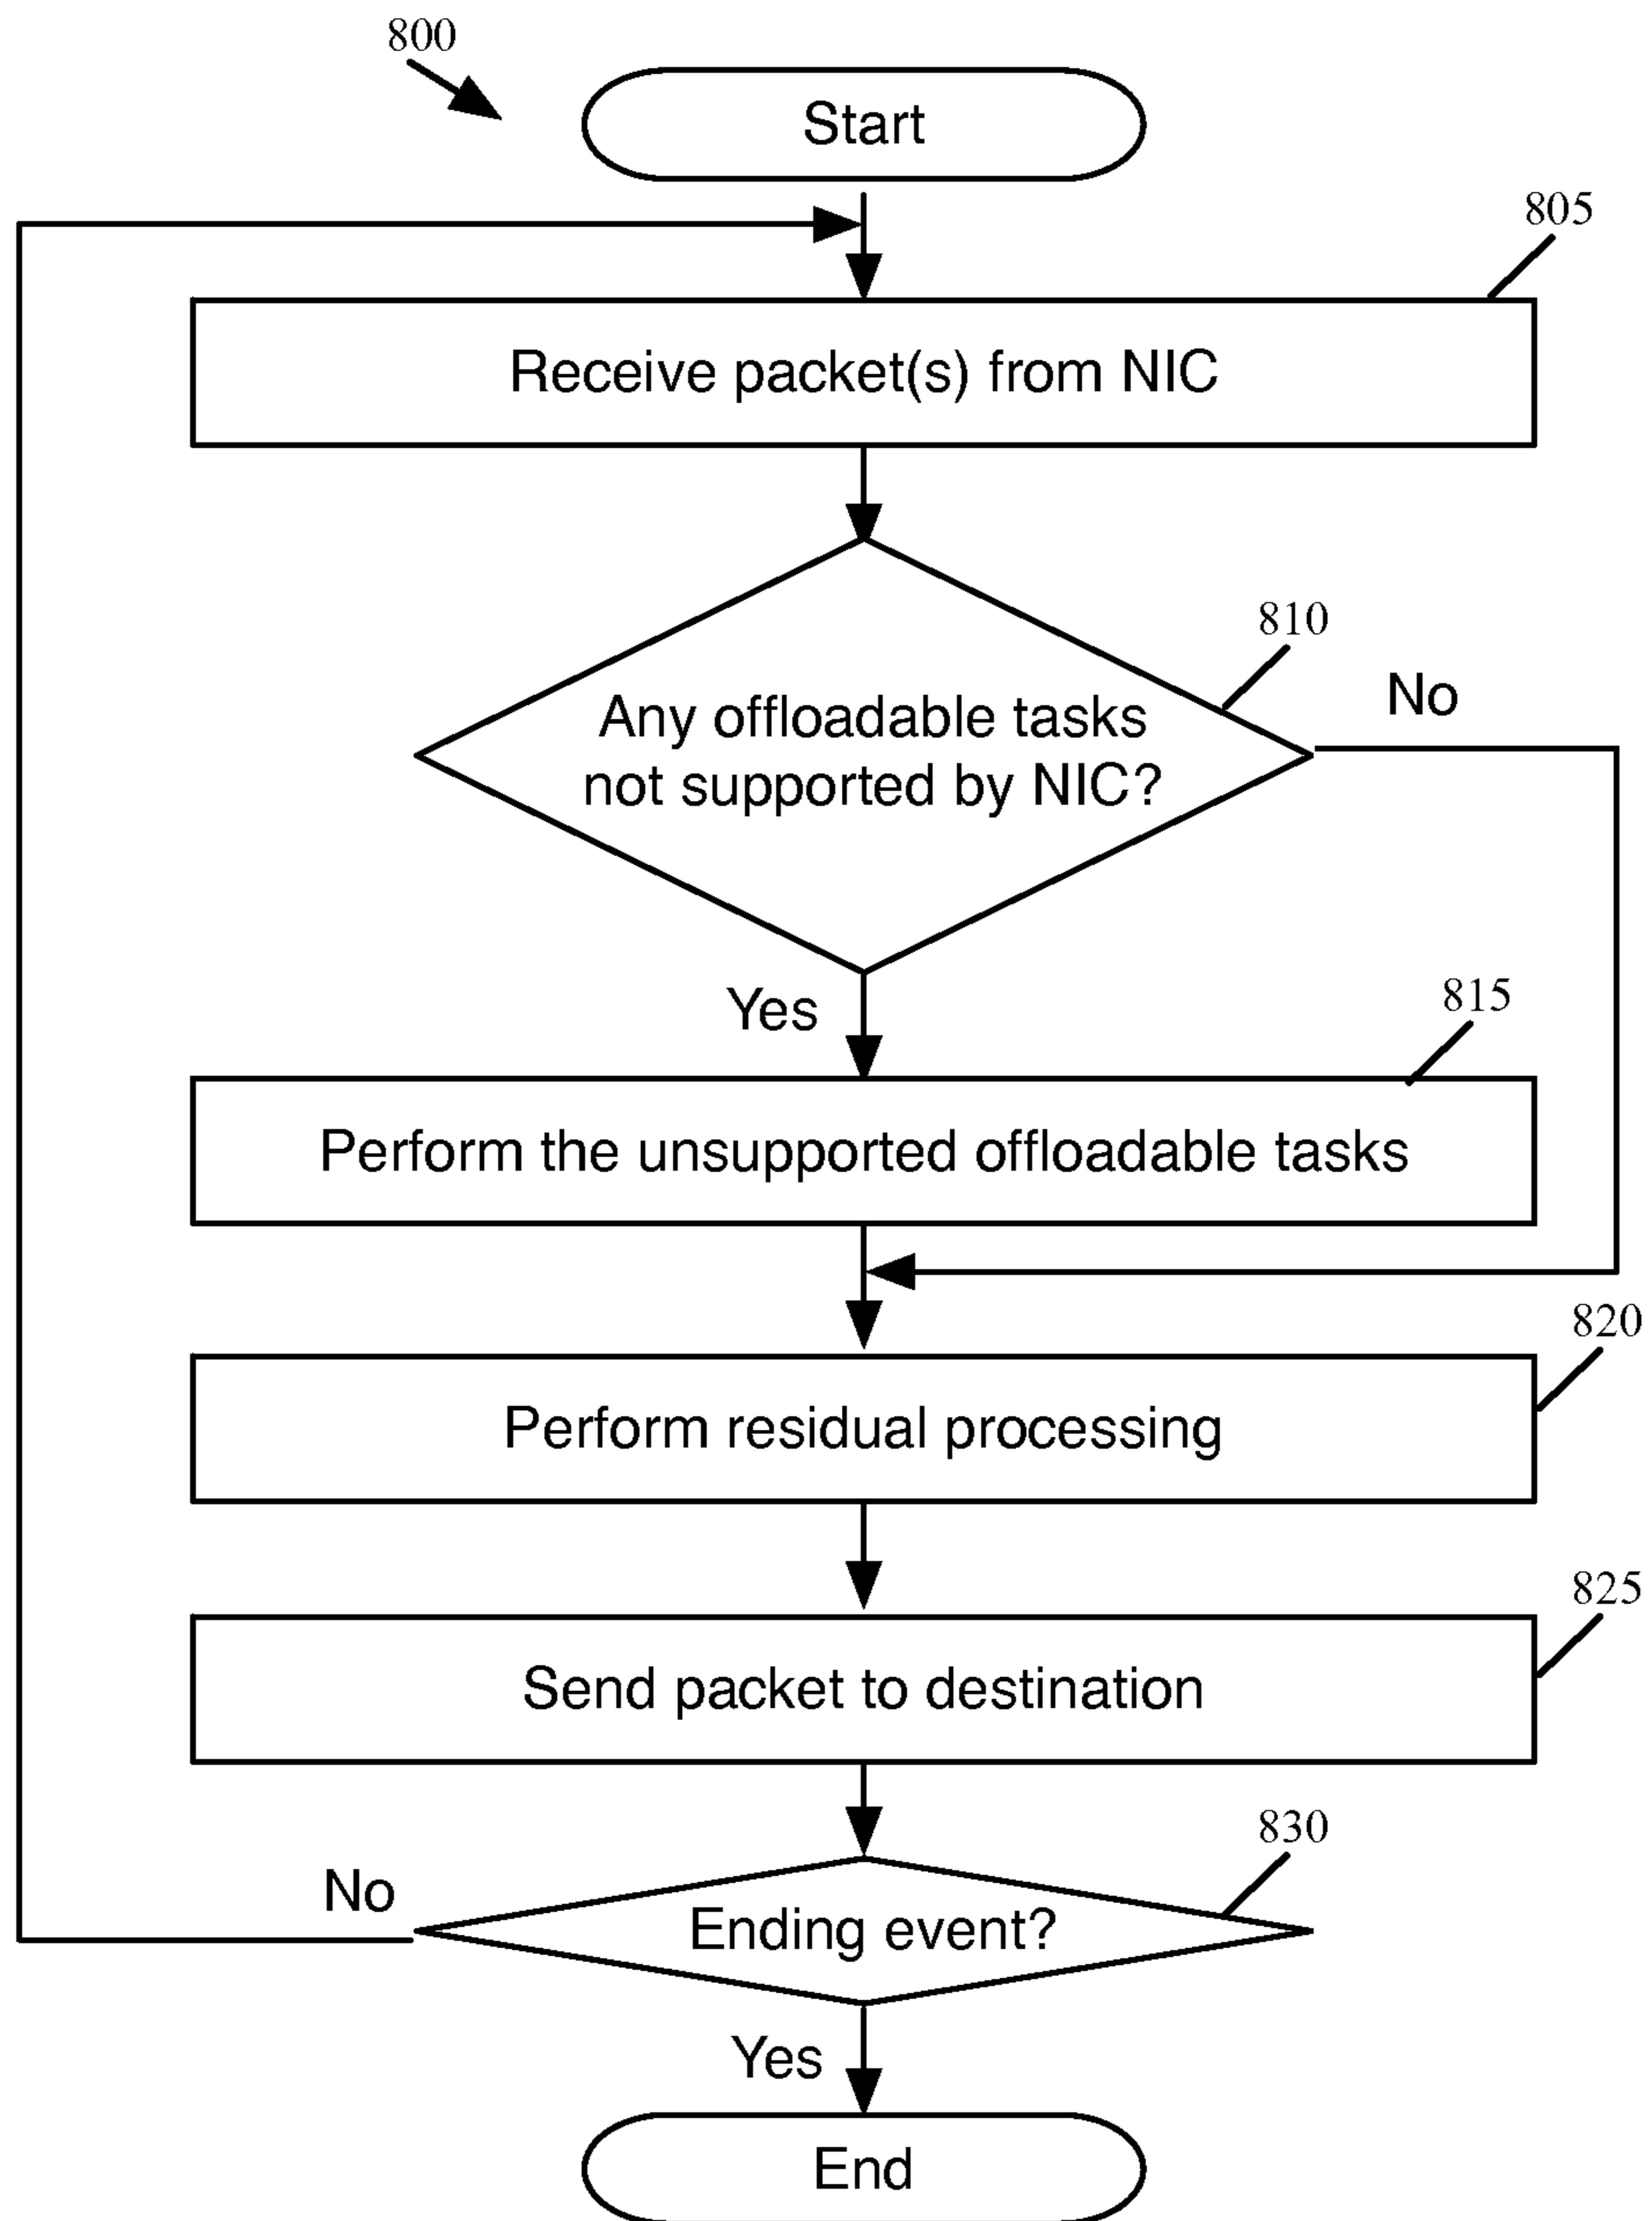 800
Start
805
Receive packet(s) from NIC
810
Any offloadable tasks
not supported by NIC?
No
Yes
815
Perform the unsupported offloadable tasks
820
Perform residual processing
825
Send packet to destination
830
Ending event?
No
Yes
End